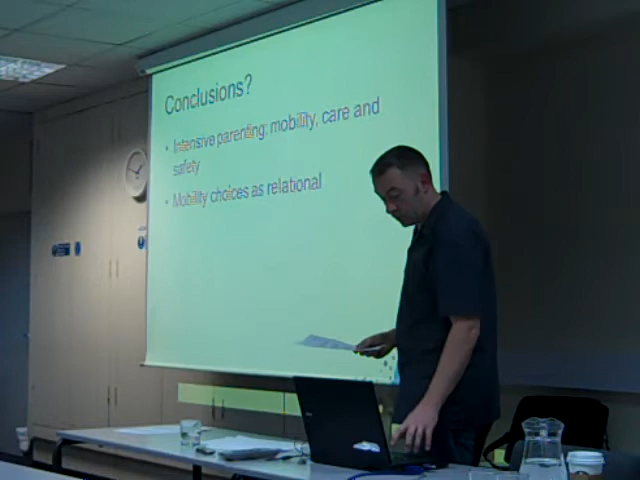 Conclusions?
• Intensive parenting: mobility, care and
safety
• Mobility choices as relational